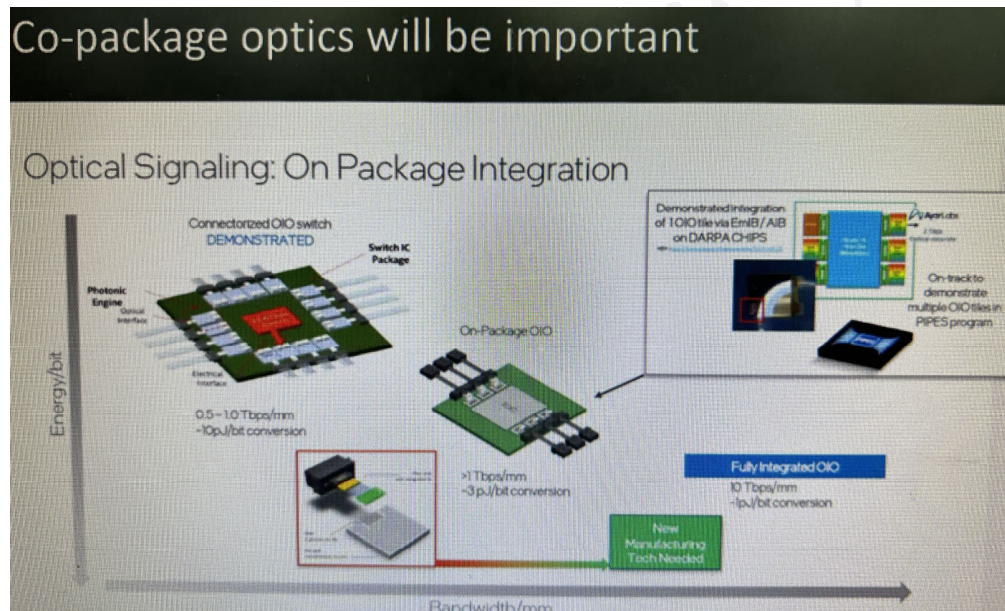 Co-package optics will be important
Optical Signaling: On Package Integration
Connectorized OIO switch
DEMONSTRATED
Switch IC
Package
Photonic
Engine
Optical
Interface
Electrical
Interface
0.5 – 1.0 Tbps/mm
~10pJ/bit conversion
On-Package OIO
>1 Tbps/mm
~3 pJ/bit conversion
Demonstrated integration
of 1 OIO tile via EmIB / AIB
on DARPA CHIPS
AyarLabs
2 Tbps
On-track to
demonstrate
multiple OIO tiles in
PIPES program
Fully Integrated OIO
10 Tbps/mm
~1pJ/bit conversion
New
Manufacturing
Tech Needed
Energy/bit
Bandwidth/mm